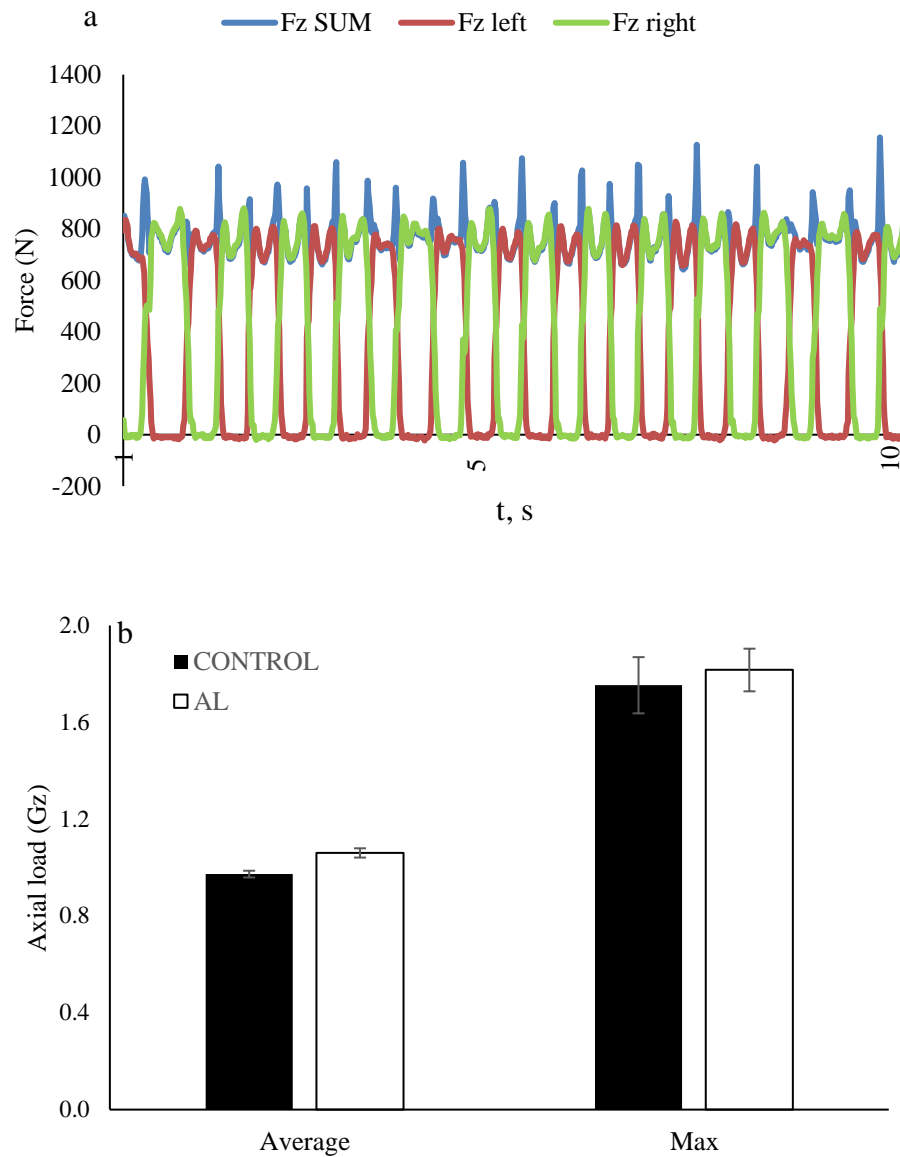 a
Fz SUM Fz left Fz right
1400
1200
1000
800
600
400
200
0
-200
Force (N)
1 5 10
t, s
b
2.0
1.6
1.2
0.8
0.4
0.0
Axial load (Gz)
CONTROL
AL
Average Max